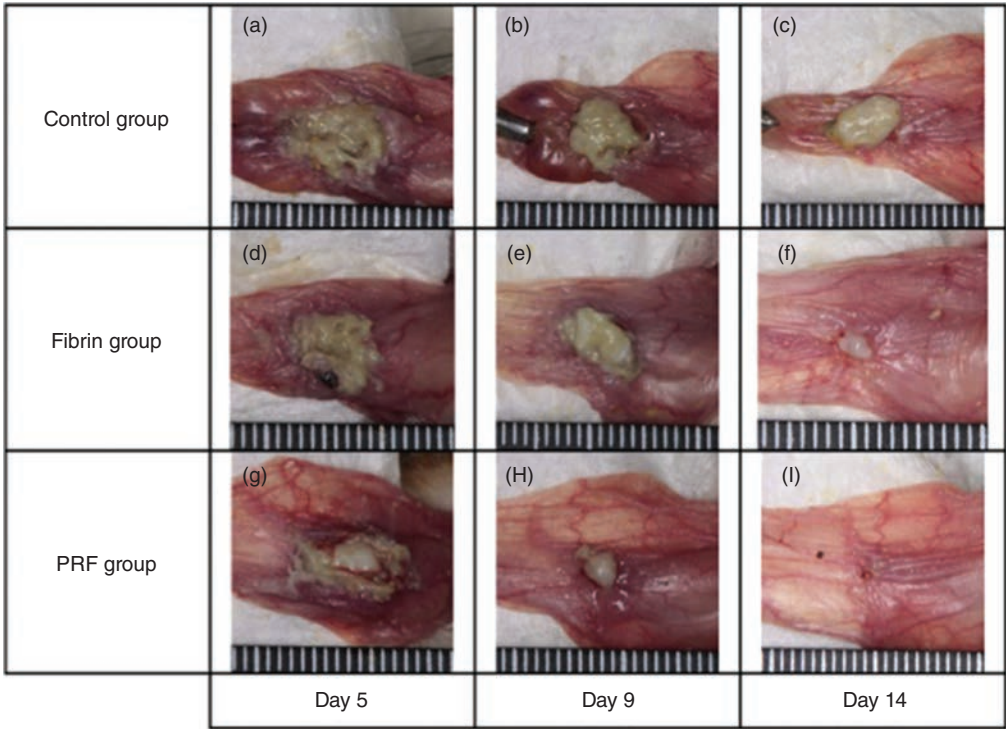 (a)
(b)
(c)
Control group
(d)
(e)
(f)
Fibrin group
(g)
(H)
(I)
PRF group
Day 5
Day 9
Day 14